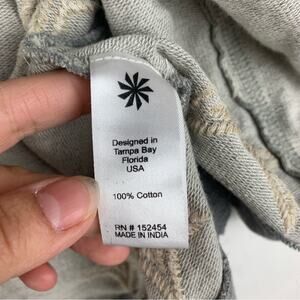 Designed in
Tampa Bay
Florida
USA
100% Cotton
RN # 152454
MADE IN INDIA